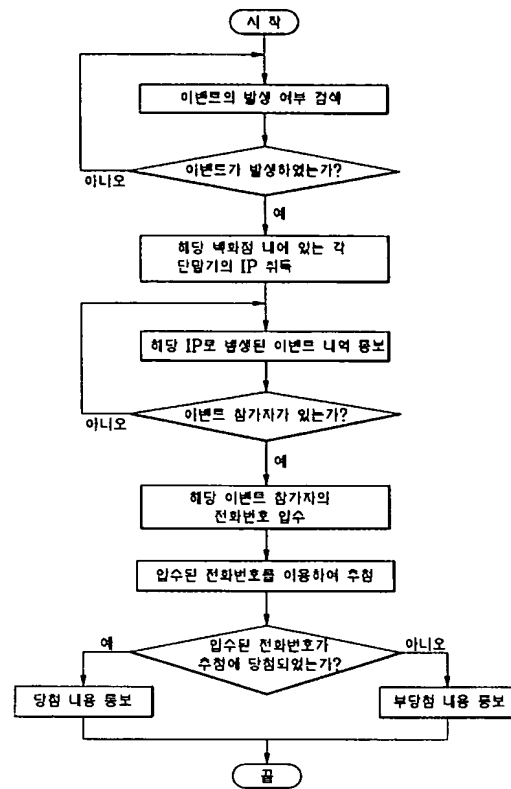 시 작
이벤트의 발생 여부 검색
이벤트가 발생하였는가?
아니오
예
해당 백화점 내에 있는 각
단말기의 IP 취득
해당 IP로 발생된 이벤트 내역 통보
이벤트 참가자가 있는가?
아니오
예
해당 이벤트 참가자의
전화번호 입수
입수된 전화번호를 이용하여 추첨
예
입수된 전화번호가
추첨에 당첨되었는가?
아니오
당첨 내용 통보
부당첨 내용 통보
끝